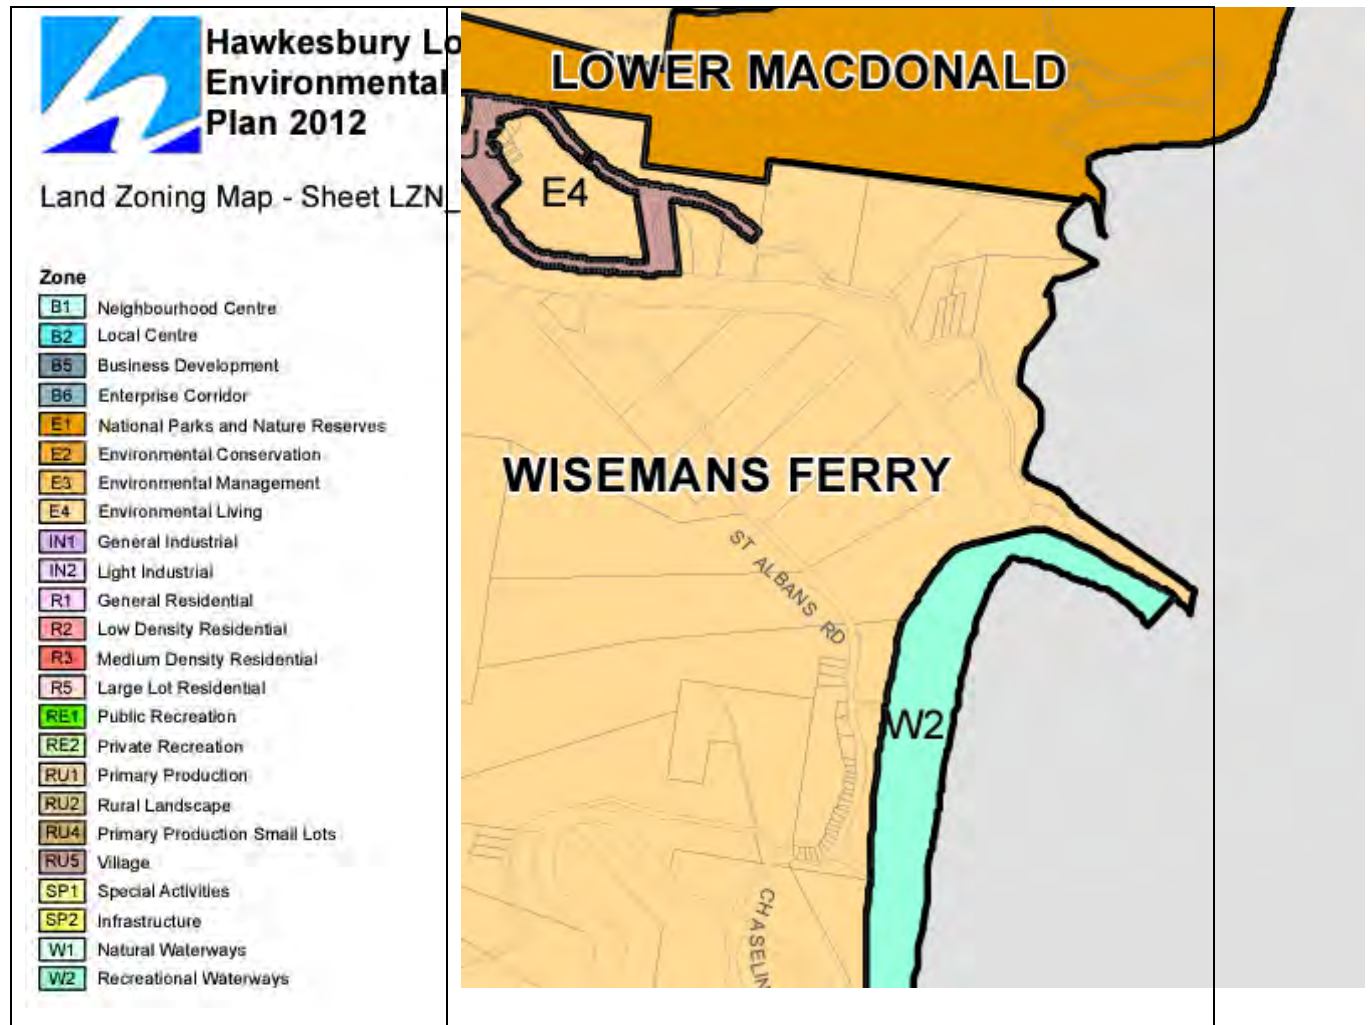 Hawkesbury Lo
Environmental
Plan 2012
Land Zoning Map - Sheet LZN_
Zone
B1 Neighbourhood Centre
B2 Local Centre
B5 Business Development
B6 Enterprise Corridor
E1 National Parks and Nature Reserves
E2 Environmental Conservation
E3 Environmental Management
E4 Environmental Living
IN1 General Industrial
IN2 Light Industrial
R1 General Residential
R2 Low Density Residential
R3 Medium Density Residential
R5 Large Lot Residential
RE1 Public Recreation
RE2 Private Recreation
RU1 Primary Production
RU2 Rural Landscape
RU4 Primary Production Small Lots
RU5 Village
SP1 Special Activities
SP2 Infrastructure
W1 Natural Waterways
W2 Recreational Waterways
LOWER MACDONALD
E4
WISEMANS FERRY
ST ALBANS RD
W2
CHASELIN